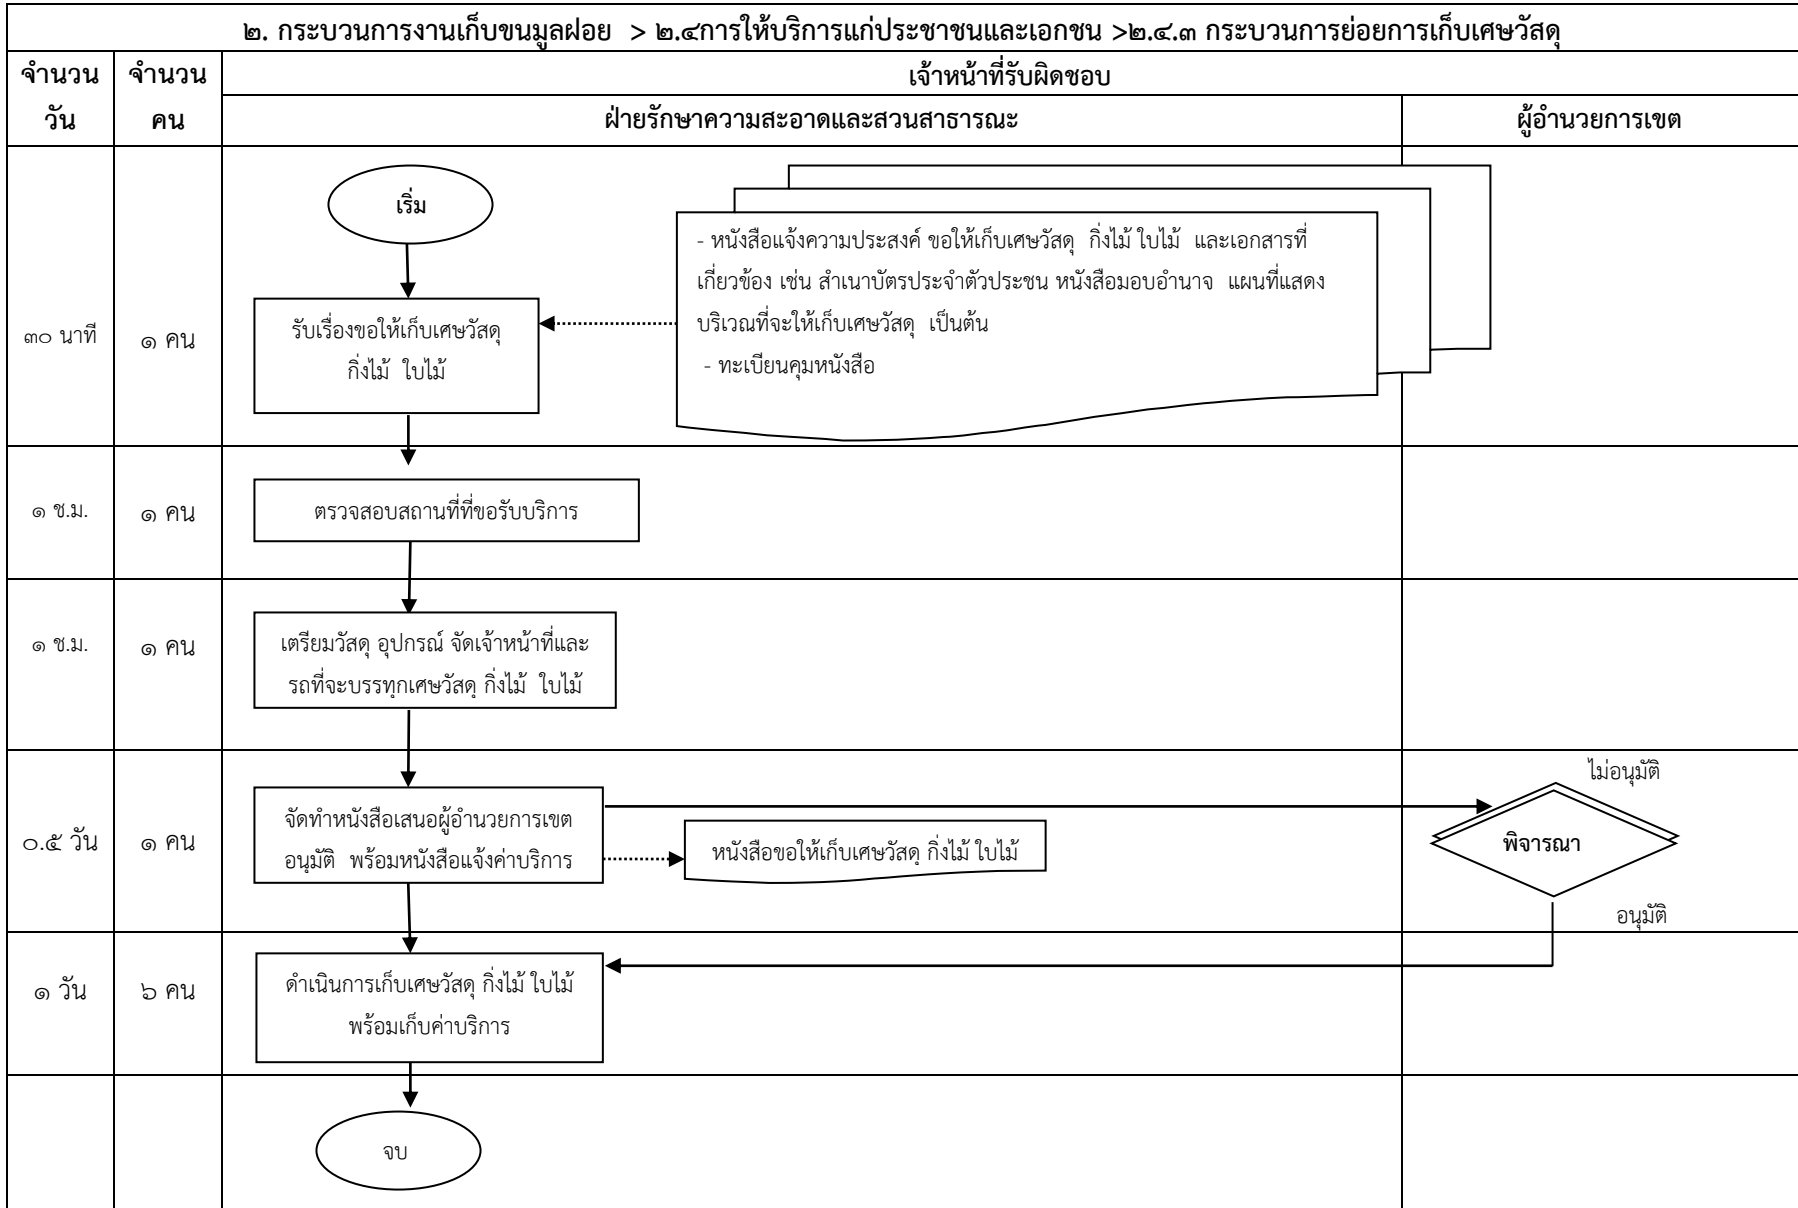 ๒. กระบวนการงานเก็บขนมูลฝอย > ๒.๔การให้บริการแก่ประชาชนและเอกชน >๒.๔.๓ กระบวนการย่อยการเก็บเศษวัสดุ
จำนวน
วัน
จำนวน
คน
เจ้าหน้าที่รับผิดชอบ
ฝ่ายรักษาความสะอาดและสวนสาธารณะ
ผู้อำนวยการเขต
เริ่ม
- หนังสือแจ้งความประสงค์ ขอให้เก็บเศษวัสดุ กิ่งไม้ ใบไม้ และเอกสารที่
เกี่ยวข้อง เช่น สำเนาบัตรประจำตัวประชน หนังสือมอบอำนาจ แผนที่แสดง
บริเวณที่จะให้เก็บเศษวัสดุ เป็นต้น
- ทะเบียนคุมหนังสือ
๓๐ นาที
๑ คน
รับเรื่องขอให้เก็บเศษวัสดุ
กิ่งไม้ ใบไม้
๑ ช.ม.
๑ คน
ตรวจสอบสถานที่ที่ขอรับบริการ
๑ ช.ม.
๑ คน
เตรียมวัสดุ อุปกรณ์ จัดเจ้าหน้าที่และ
รถที่จะบรรทุกเศษวัสดุ กิ่งไม้ ใบไม้
๐.๕ วัน
๑ คน
จัดทำหนังสือเสนอผู้อำนวยการเขต
อนุมัติ พร้อมหนังสือแจ้งค่าบริการ
หนังสือขอให้เก็บเศษวัสดุ กิ่งไม้ ใบไม้
ไม่อนุมัติ
พิจารณา
อนุมัติ
๑ วัน
๖ คน
ดำเนินการเก็บเศษวัสดุ กิ่งไม้ ใบไม้
พร้อมเก็บค่าบริการ
จบ